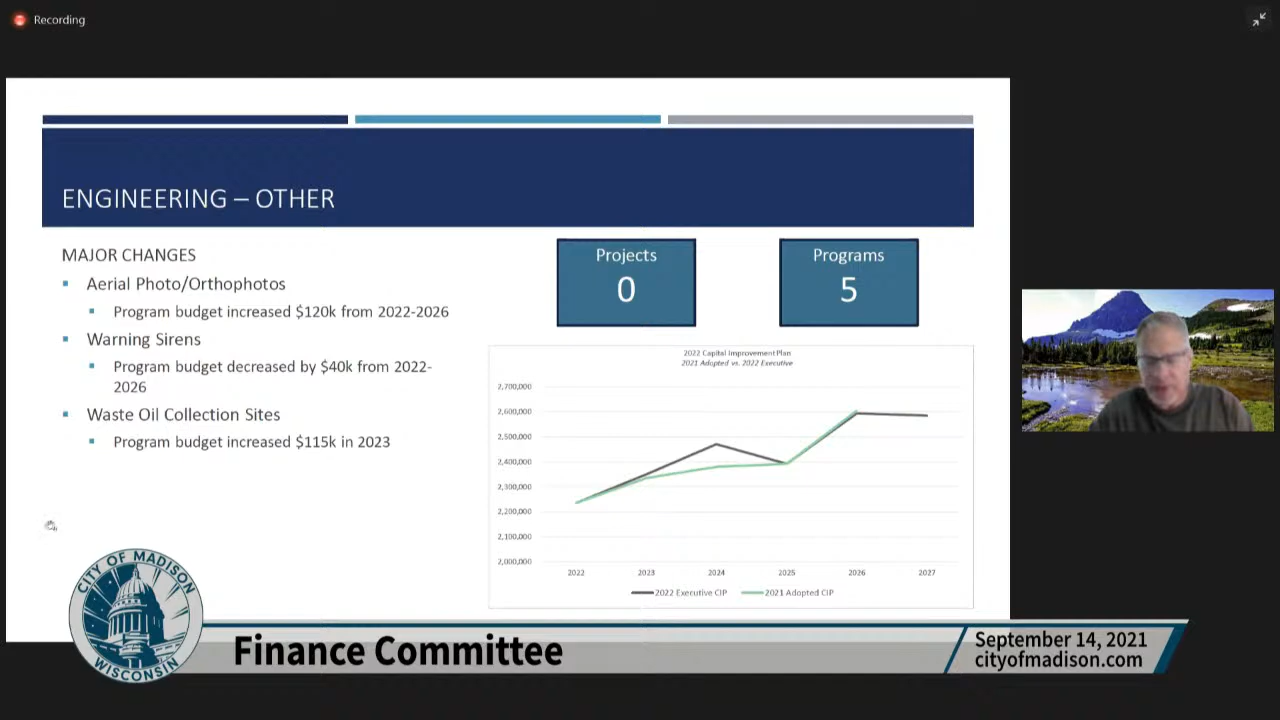 Recording
ENGINEERING – OTHER
MAJOR CHANGES
Aerial Photo/Orthophotos
Program budget increased $120k from 2022-2026
Warning Sirens
Program budget decreased by $40k from 2022-
2026
Waste Oil Collection Sites
Program budget increased $115k in 2023
Projects
0
Programs
5
2022 Capital Improvement Plan
2021 Adopted vs. 2022 Executive
2,700,000
2,600,000
2,500,000
2,400,000
2,300,000
2,200,000
2,100,000
2,000,000
2022 2023 2024 2025 2026 2027
2022 Executive CIP 2021 Adopted CIP
CITY OF MADISON
WISCONSIN
Finance Committee
September 14, 2021
cityofmadison.com